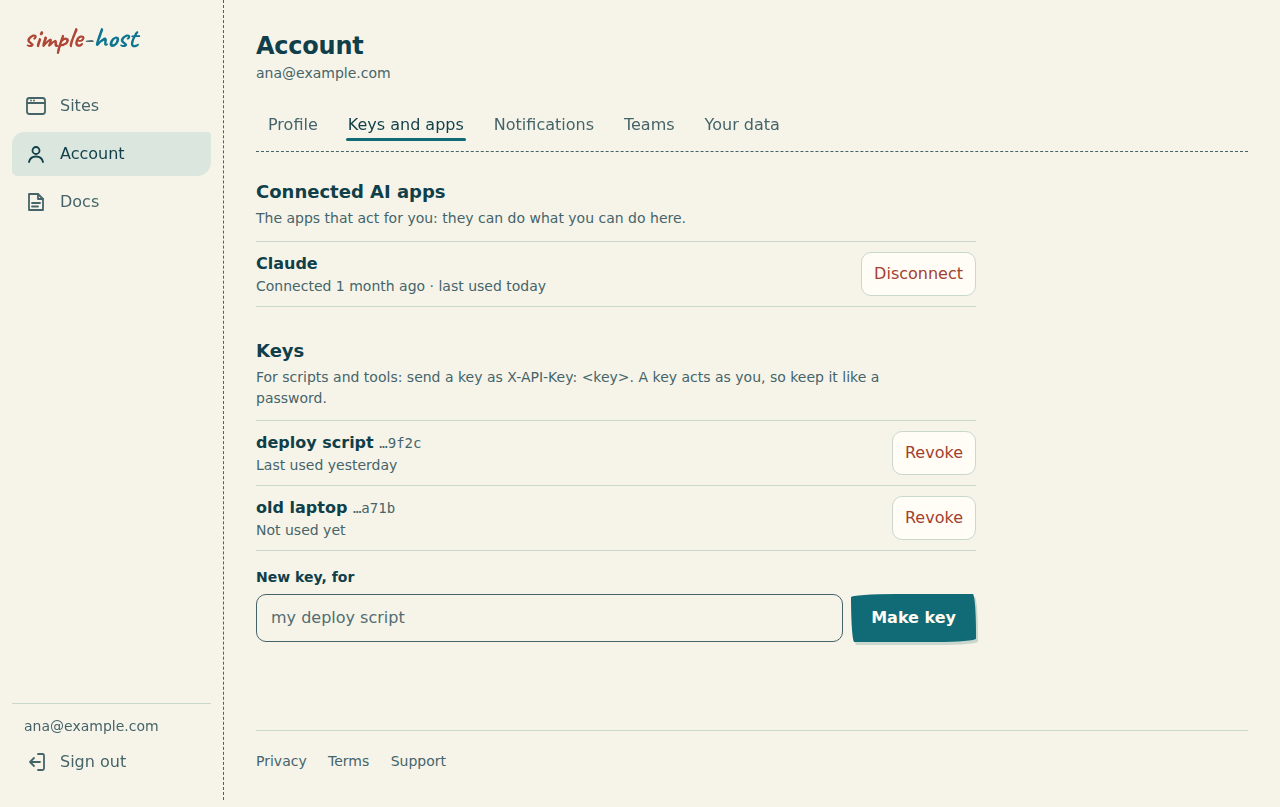 simple-host
Sites
Account
Docs
ana@example.com
Sign out
Account
ana@example.com
Profile Keys and apps Notifications Teams Your data
Connected AI apps
The apps that act for you: they can do what you can do here.
Claude
Connected 1 month ago · last used today
Disconnect
Keys
For scripts and tools: send a key as X-API-Key: <key>. A key acts as you, so keep it like a
password.
deploy script …9f2c
Last used yesterday
Revoke
old laptop …a71b
Not used yet
Revoke
New key, for
my deploy script
Make key
Privacy Terms Support